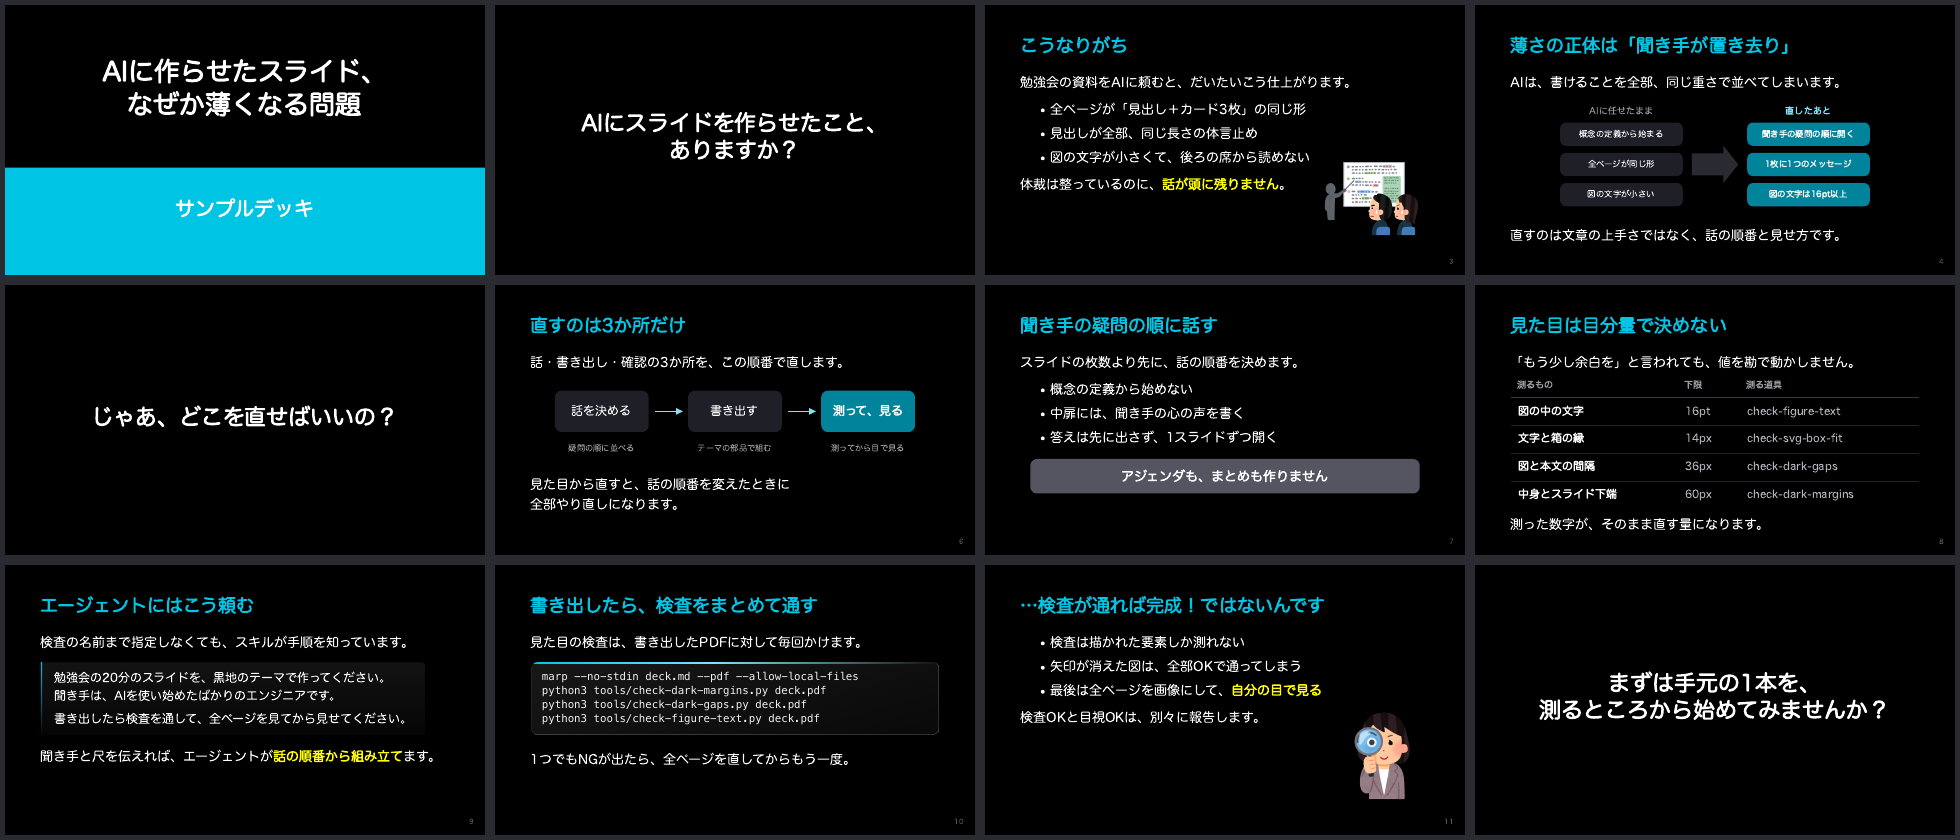 AIに作らせたスライド、
なぜか薄くなる問題
サンプルデッキ
AIにスライドを作らせたこと、
ありますか？
こうなりがち
勉強会の資料をAIに頼むと、だいたいこう仕上がります。
• 全ページが「見出し＋カード3枚」の同じ形
• 見出しが全部、同じ長さの体言止め
• 図の文字が小さくて、後ろの席から読めない
体裁は整っているのに、話が頭に残りません。
3
薄さの正体は「聞き手が置き去り」
AIは、書けることを全部、同じ重さで並べてしまいます。
AIに任せたまま
直したあと
概念の定義から始まる
聞き手の疑問の順に開く
全ページが同じ形
1枚に1つのメッセージ
図の文字が小さい
図の文字は16pt以上
直すのは文章の上手さではなく、話の順番と見せ方です。
4
じゃあ、どこを直せばいいの？
直すのは3か所だけ
話・書き出し・確認の3か所を、この順番で直します。
話を決める
書き出す
測って、見る
疑問の順に並べる
テーマの部品で組む
測ってから目で見る
見た目から直すと、話の順番を変えたときに
全部やり直しになります。
6
聞き手の疑問の順に話す
スライドの枚数より先に、話の順番を決めます。
• 概念の定義から始めない
• 中扉には、聞き手の心の声を書く
• 答えは先に出さず、1スライドずつ開く
アジェンダも、まとめも作りません
7
見た目は目分量で決めない
「もう少し余白を」と言われても、値を勘で動かしません。
測るもの 下限 測る道具
図の中の文字 16pt check-figure-text
文字と箱の縁 14px check-svg-box-fit
図と本文の間隔 36px check-dark-gaps
中身とスライド下端 60px check-dark-margins
測った数字が、そのまま直す量になります。
8
エージェントにはこう頼む
検査の名前まで指定しなくても、スキルが手順を知っています。
勉強会の20分のスライドを、黒地のテーマで作ってください。
聞き手は、AIを使い始めたばかりのエンジニアです。
書き出したら検査を通して、全ページを見てから見せてください。
聞き手と尺を伝えれば、エージェントが話の順番から組み立てます。
9
書き出したら、検査をまとめて通す
見た目の検査は、書き出したPDFに対して毎回かけます。
marp --no-stdin deck.md --pdf --allow-local-files
python3 tools/check-dark-margins.py deck.pdf
python3 tools/check-dark-gaps.py deck.pdf
python3 tools/check-figure-text.py deck.pdf
1つでもNGが出たら、全ページを直してからもう一度。
10
…検査が通れば完成！ではないんです
• 検査は描かれた要素しか測れない
• 矢印が消えた図は、全部OKで通ってしまう
• 最後は全ページを画像にして、自分の目で見る
検査OKと目視OKは、別々に報告します。
11
まずは手元の1本を、
測るところから始めてみませんか？